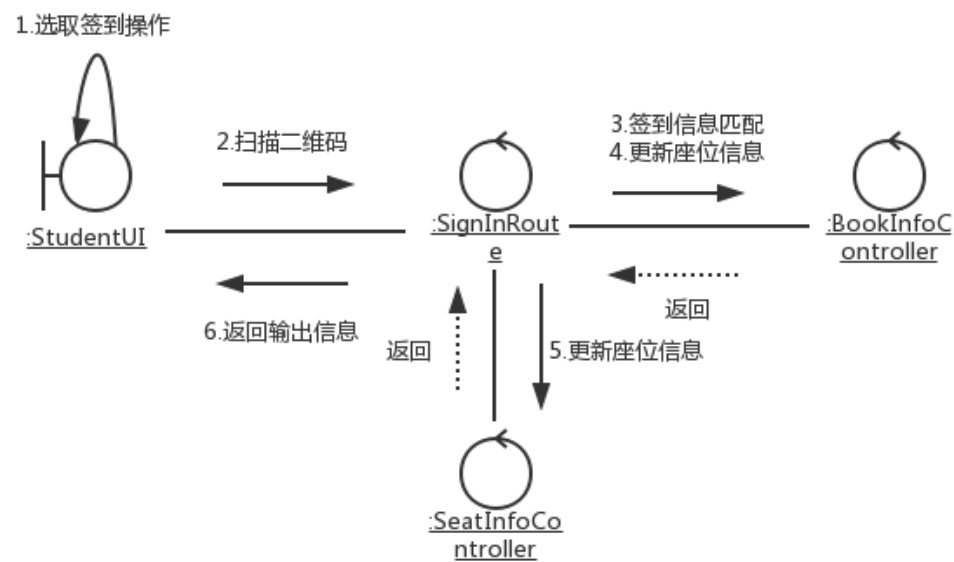 1.选取签到操作
2.扫描二维码
3.签到信息匹配
4.更新座位信息
:StudentUI
:SignInRout
e
:BookInfoC
ontroller
6.返回输出信息
返回
返回
5.更新座位信息
:SeatInfoCo
ntroller